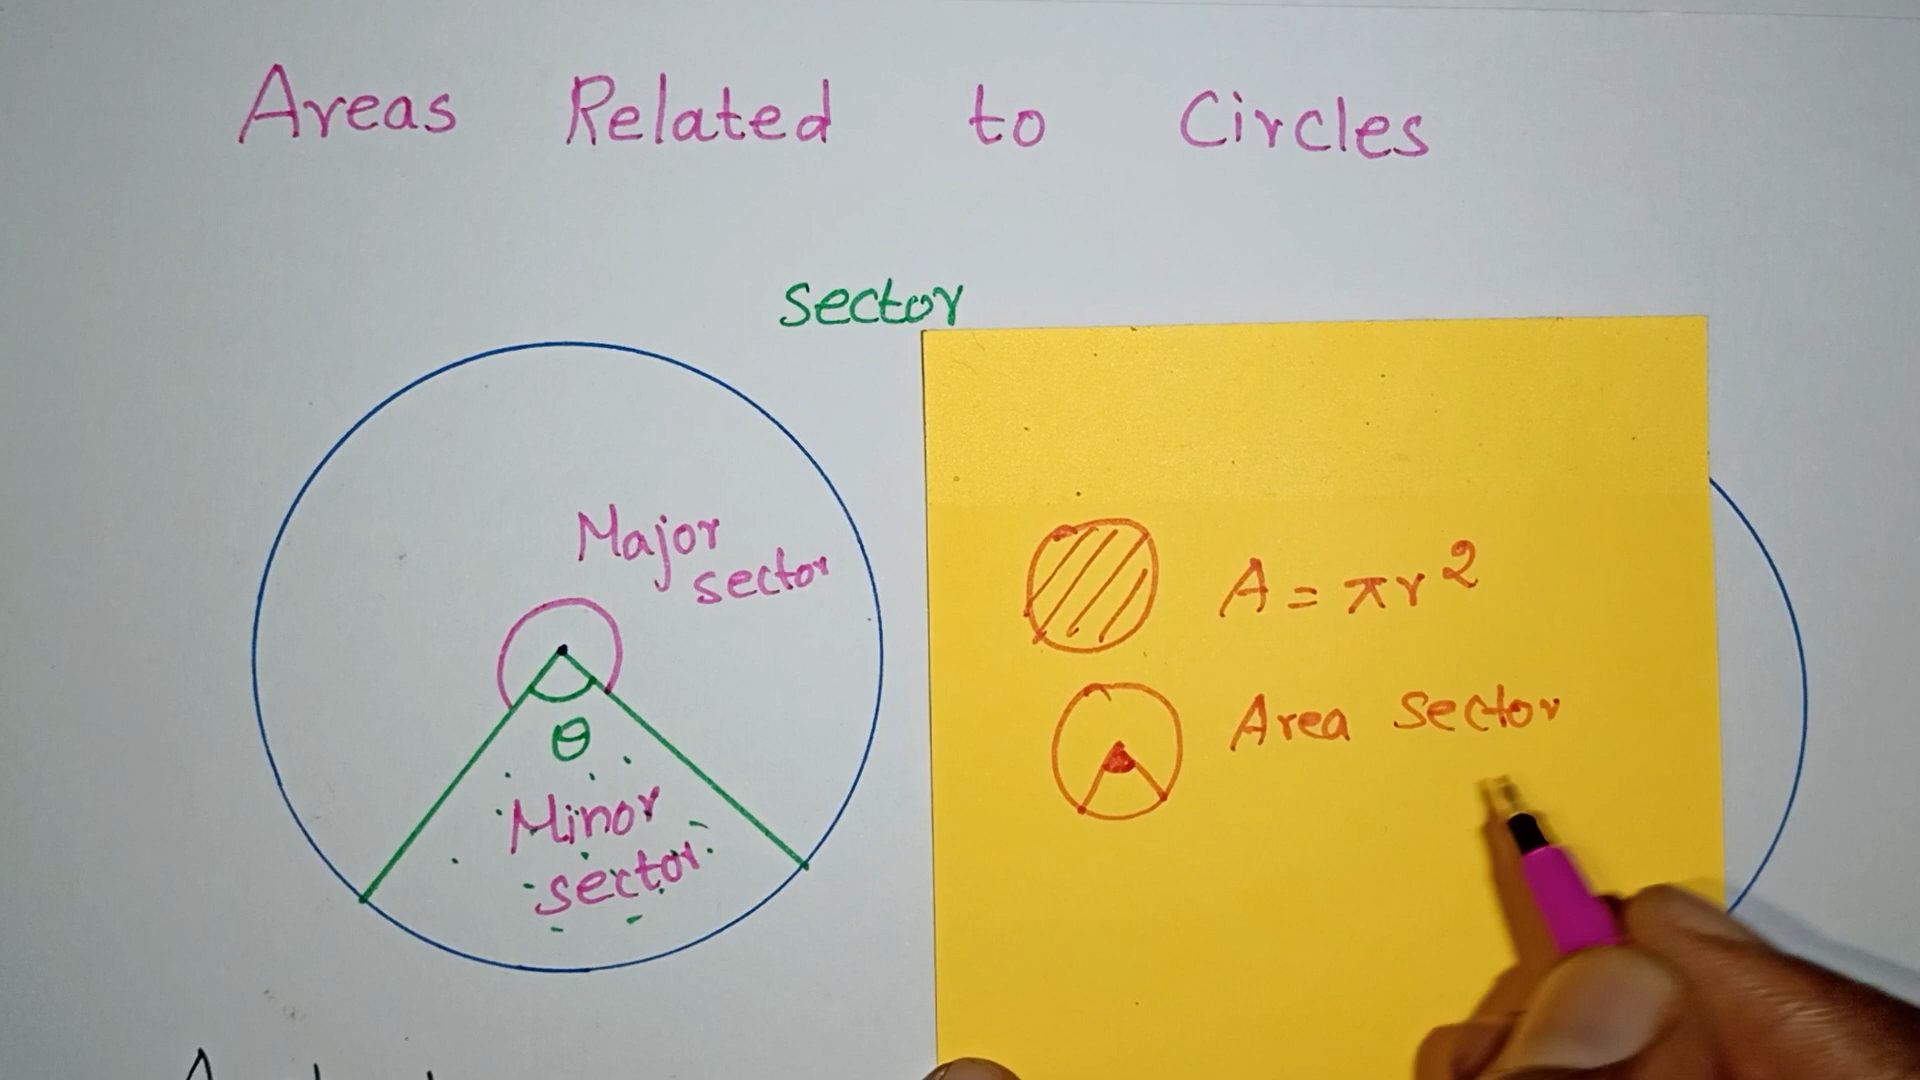 Areas Related to Circles
sector
Major
sector
θ
Minor
sector
A = πr²
Area sector